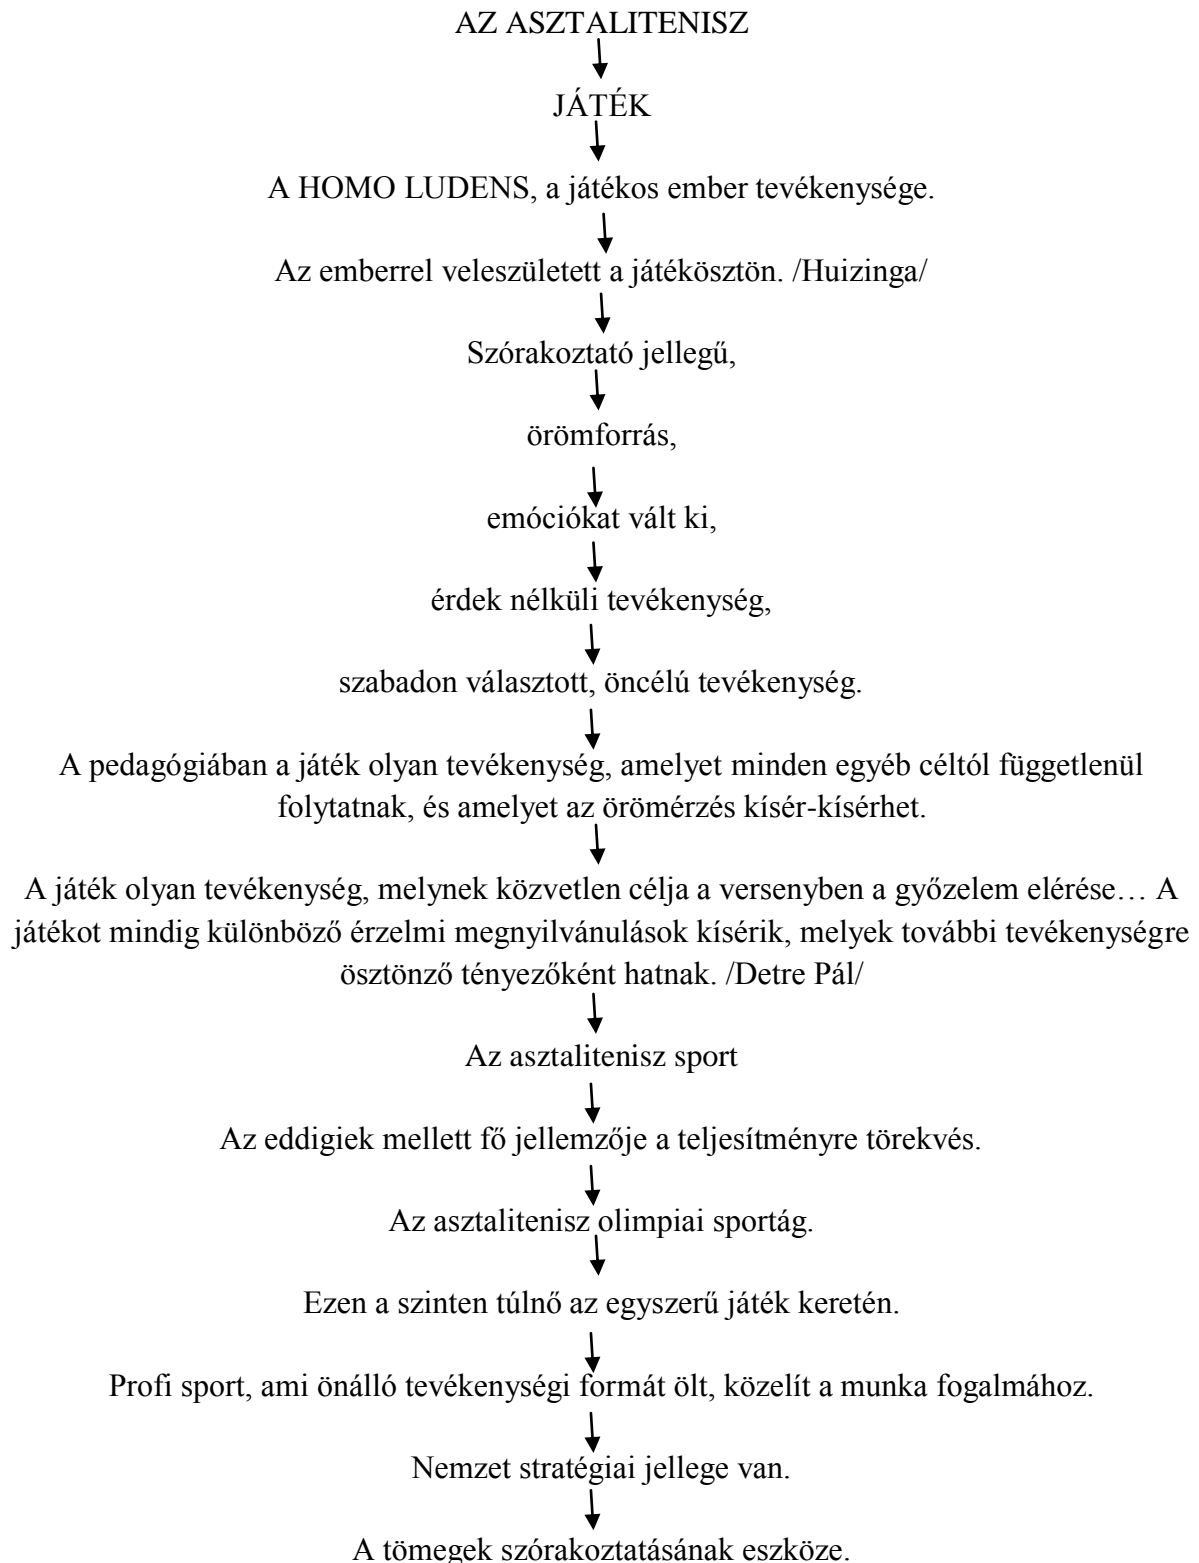 AZ ASZTALITENISZ
JÁTÉK
A HOMO LUDENS, a játékos ember tevékenysége.
Az emberrel veleszületett a játékösztön. /Huizinga/
Szórakoztató jellegű,
örömforrás,
emóciókat vált ki,
érdek nélküli tevékenység,
szabadon választott, öncélú tevékenység.
A pedagógiában a játék olyan tevékenység, amelyet minden egyéb céltól függetlenül
folytatnak, és amelyet az örömérzés kísér-kísérhet.
A játék olyan tevékenység, melynek közvetlen célja a versenyben a győzelem elérése… A
játékot mindig különböző érzelmi megnyilvánulások kísérik, melyek további tevékenységre
ösztönző tényezőként hatnak. /Detre Pál/
Az asztalitenisz sport
Az eddigiek mellett fő jellemzője a teljesítményre törekvés.
Az asztalitenisz olimpiai sportág.
Ezen a szinten túlnő az egyszerű játék keretén.
Profi sport, ami önálló tevékenységi formát ölt, közelít a munka fogalmához.
Nemzet stratégiai jellege van.
A tömegek szórakoztatásának eszköze.